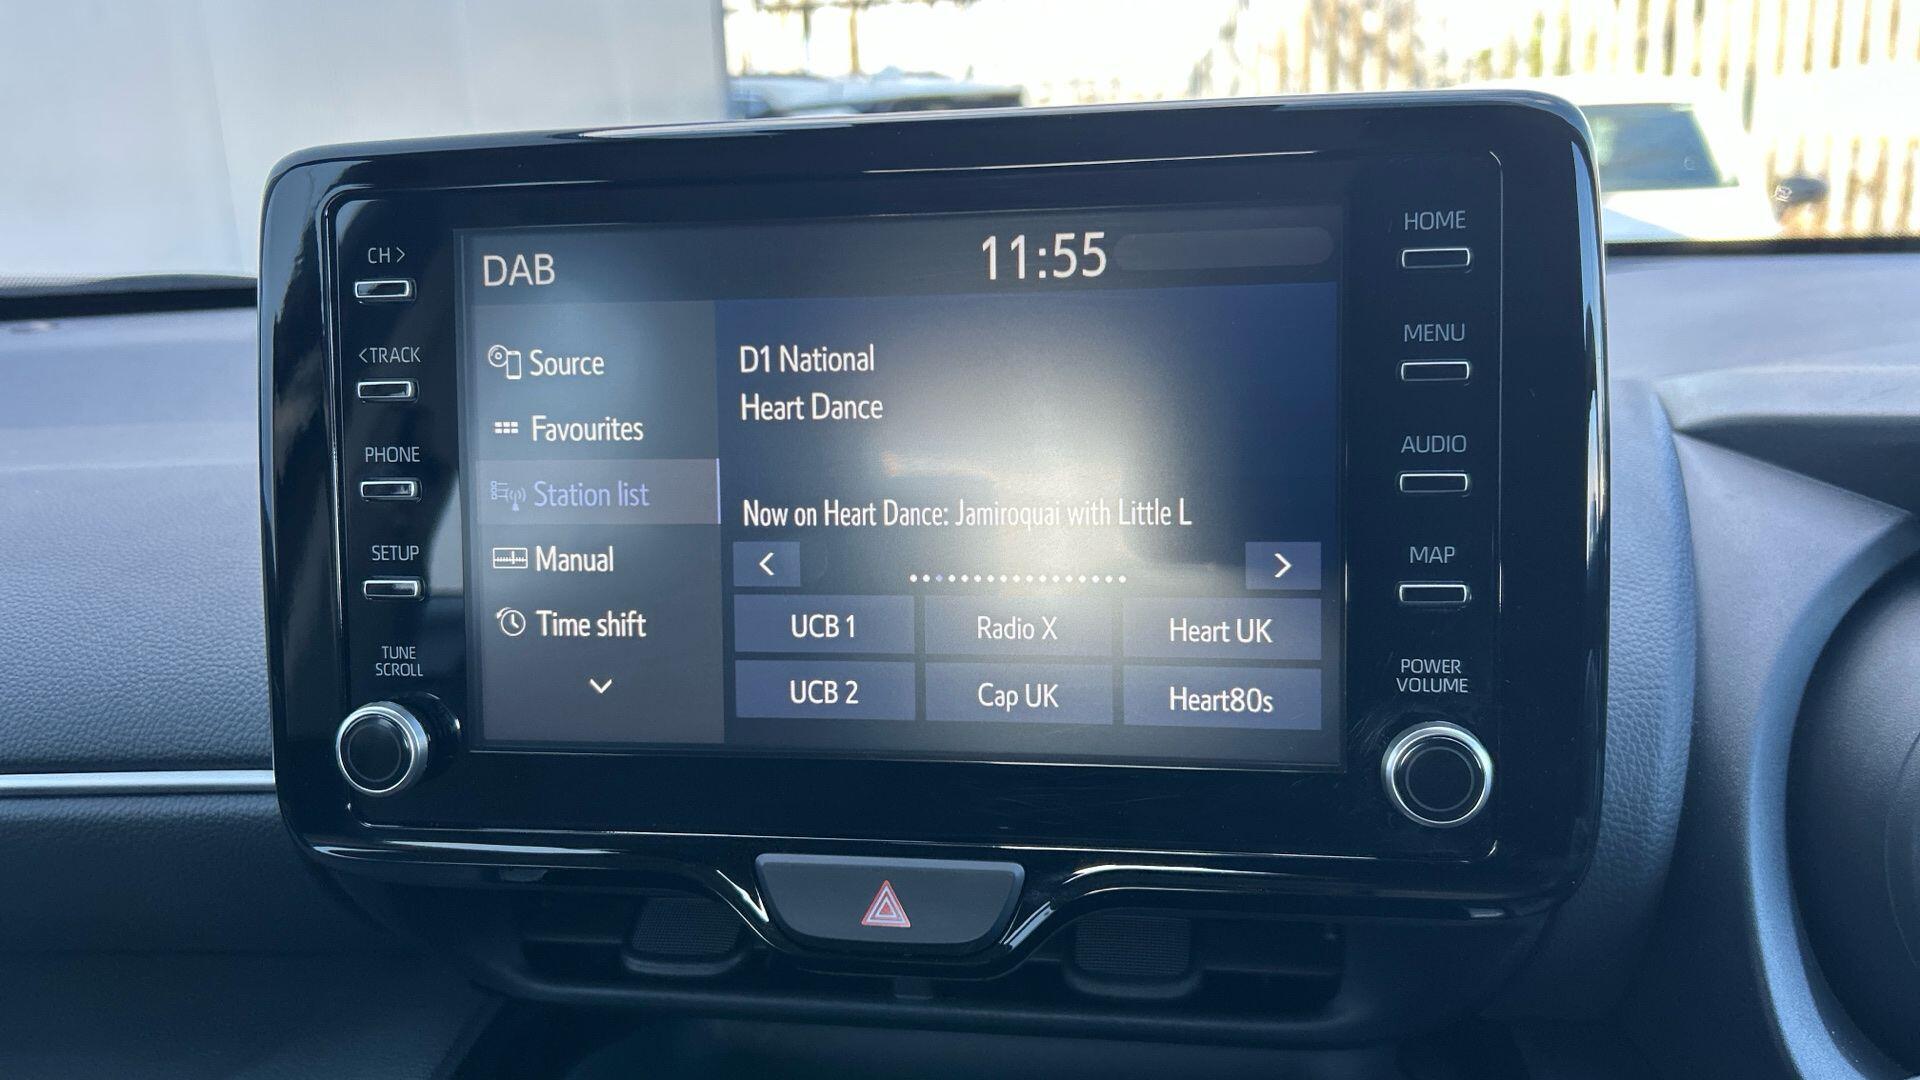 CH >
<TRACK
PHONE
SETUP
TUNE
SCROLL
DAB
11:55
Source
Favourites
Station list
Manual
Time shift
D1 National
Heart Dance
Now on Heart Dance: Jamiroquai with Little L
< >
UCB 1 Radio X Heart UK
UCB 2 Cap UK Heart80s
HOME
MENU
AUDIO
MAP
POWER
VOLUME